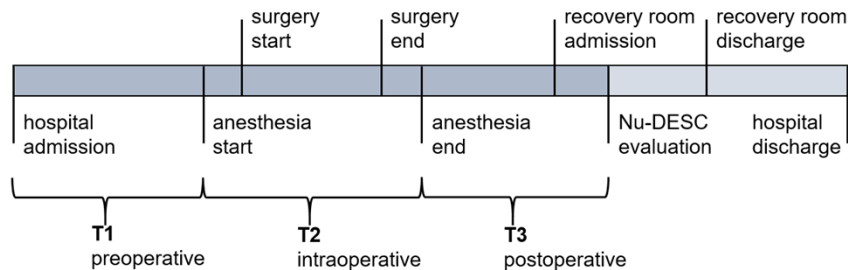 surgery start
surgery end
recovery room admission
recovery room discharge
hospital admission
anesthesia start
anesthesia end
Nu-DESC evaluation
hospital discharge
T1 preoperative
T2 intraoperative
T3 postoperative